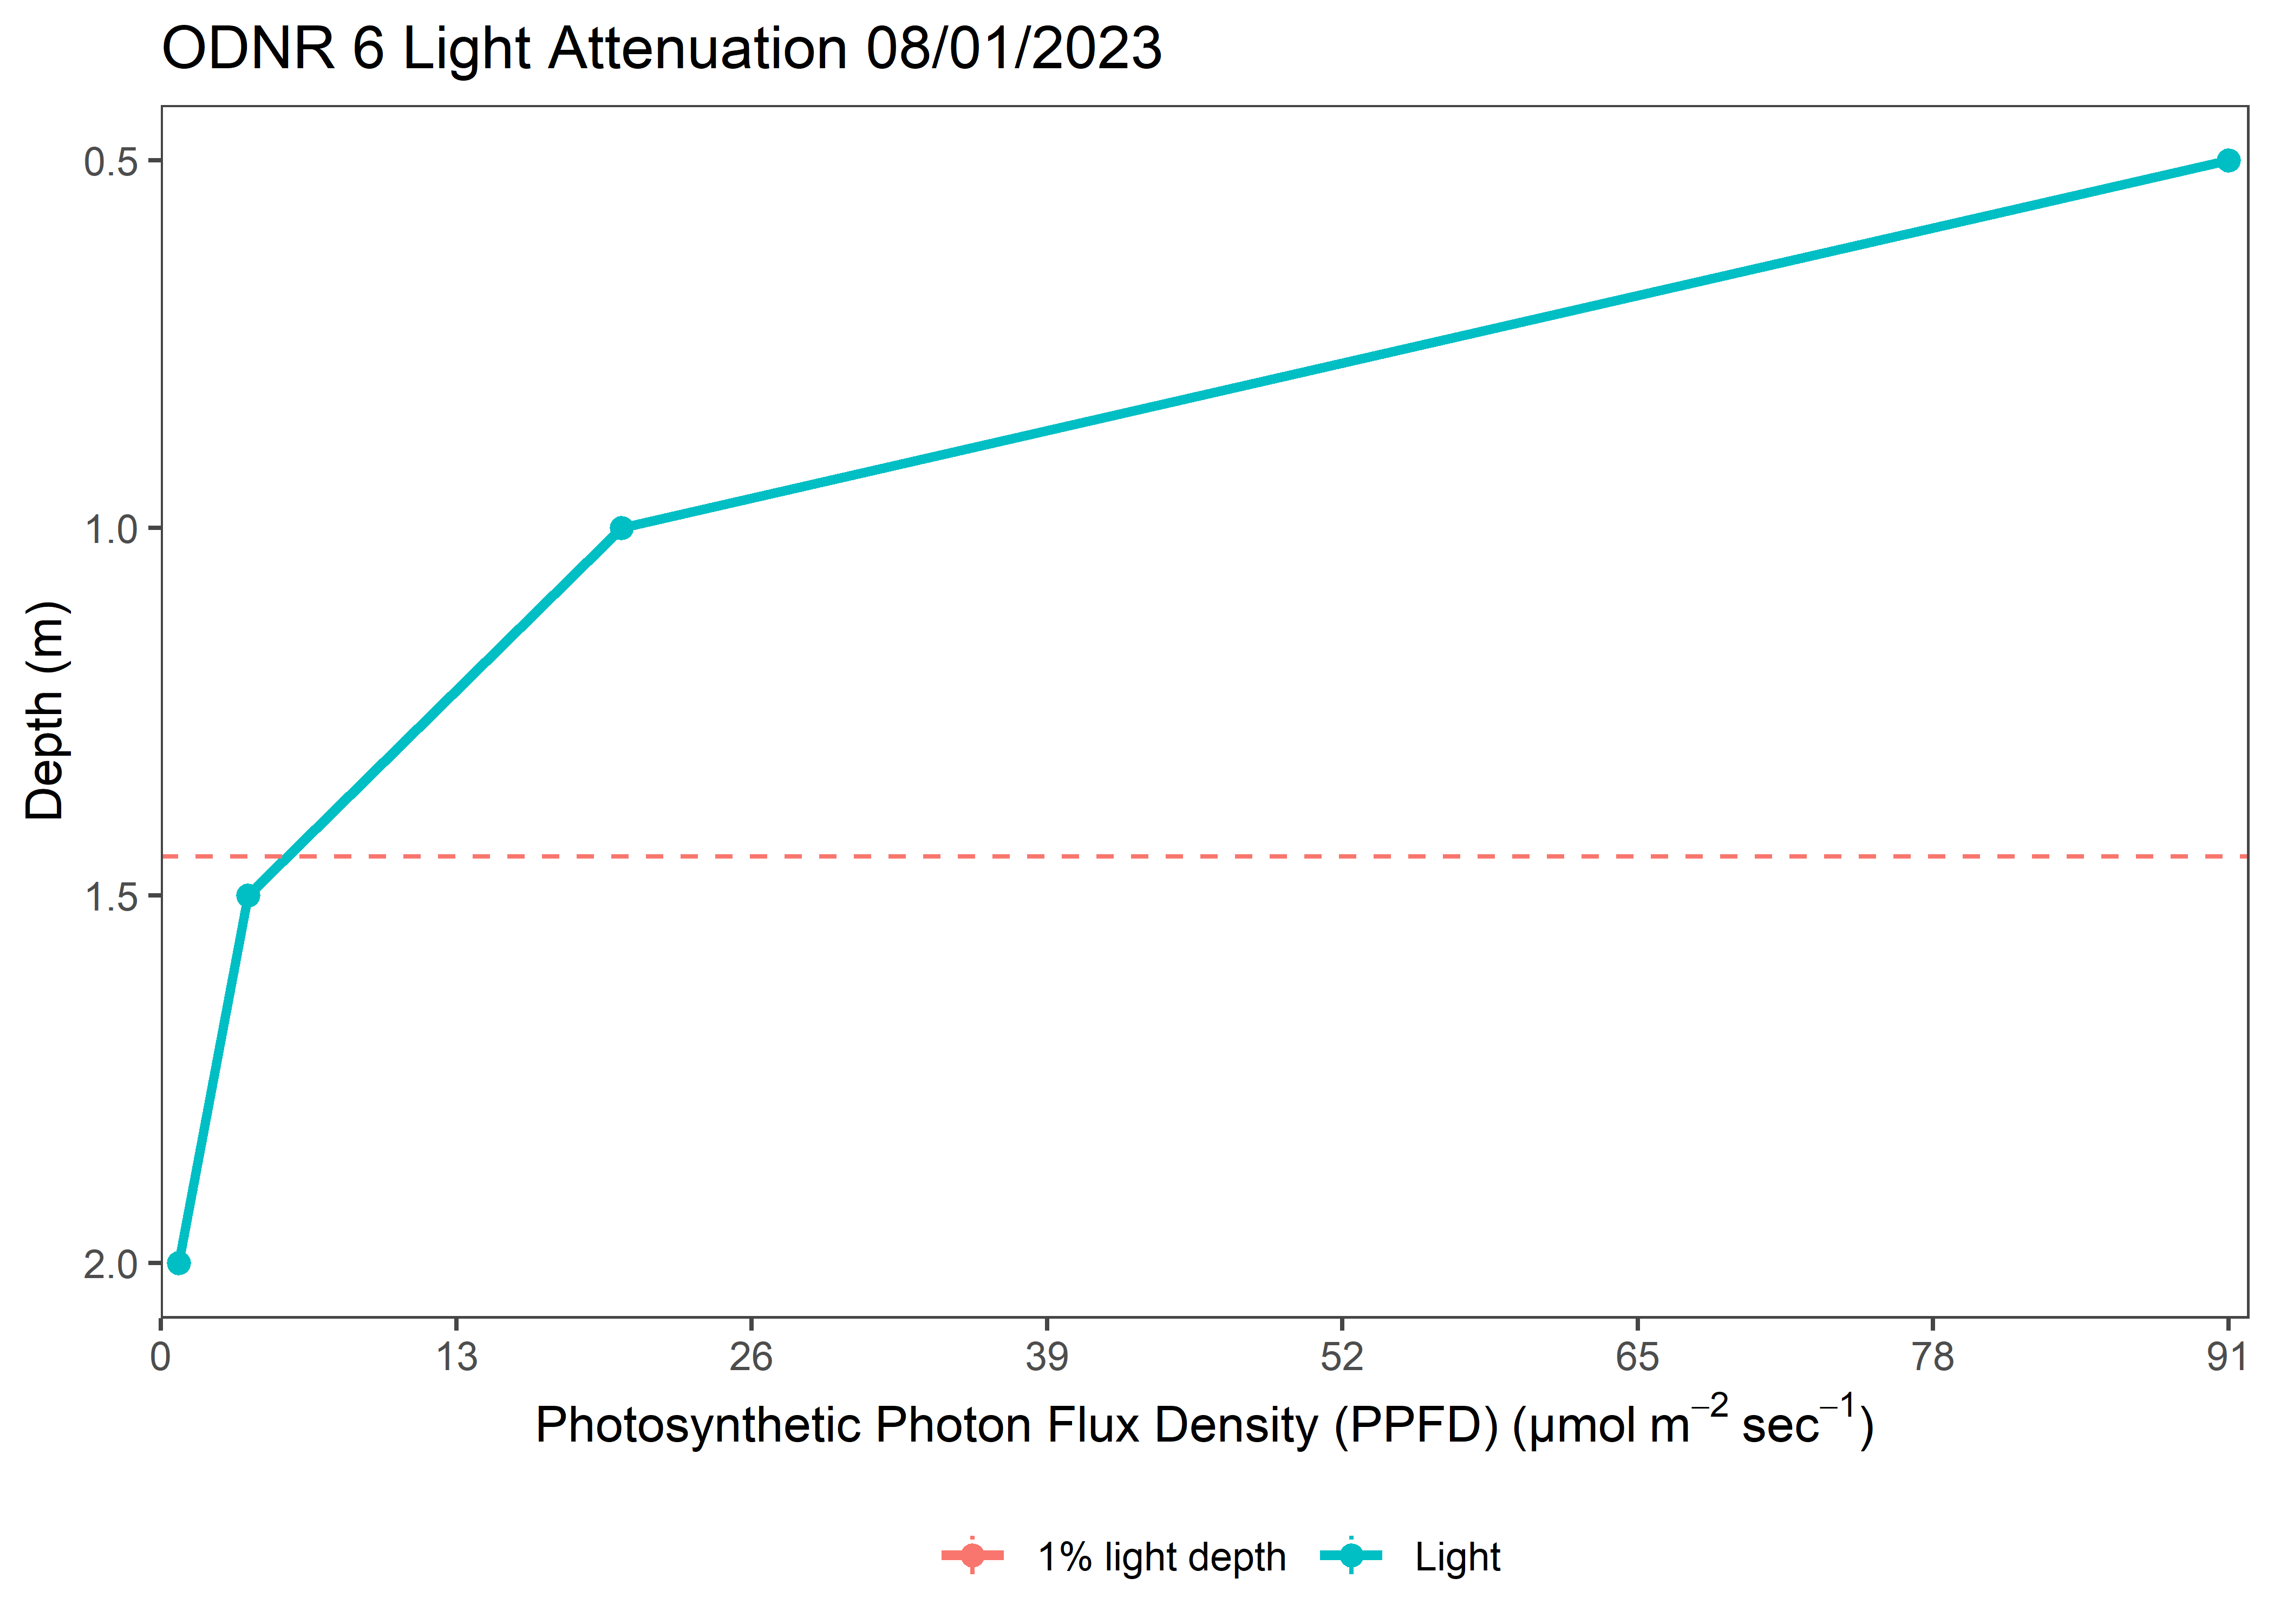 ODNR 6 Light Attenuation 08/01/2023
0.5
1.0
1.5
2.0
Depth (m)
0 13 26 39 52 65 78 91
Photosynthetic Photon Flux Density (PPFD) (µmol m⁻² sec⁻¹)
1% light depth Light